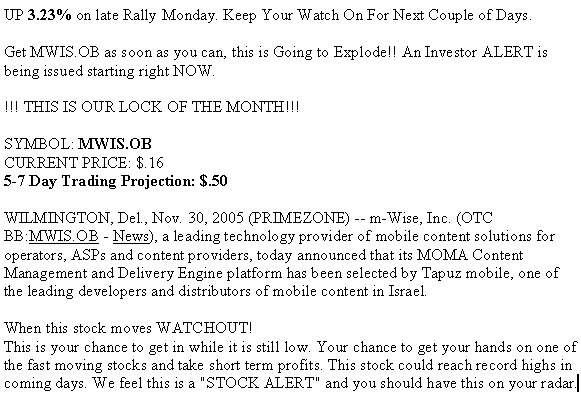 UP 3.23% on late Rally Monday. Keep Your Watch On For Next Couple of Days.
Get MWIS.OB as soon as you can, this is Going to Explode!! An Investor ALERT is
being issued starting right NOW.
!!! THIS IS OUR LOCK OF THE MONTH!!!
SYMBOL: MWIS.OB
CURRENT PRICE: $.16
5-7 Day Trading Projection: $.50
WILMINGTON, Del., Nov. 30, 2005 (PRIMEZONE) -- m-Wise, Inc. (OTC
BB:MWIS.OB - News), a leading technology provider of mobile content solutions for
operators, ASPs and content providers, today announced that its MOMA Content
Management and Delivery Engine platform has been selected by Tapuz mobile, one of
the leading developers and distributors of mobile content in Israel.
When this stock moves WATCHOUT!
This is your chance to get in while it is still low. Your chance to get your hands on one of
the fast moving stocks and take short term profits. This stock could reach record highs in
coming days. We feel this is a "STOCK ALERT" and you should have this on your radar.